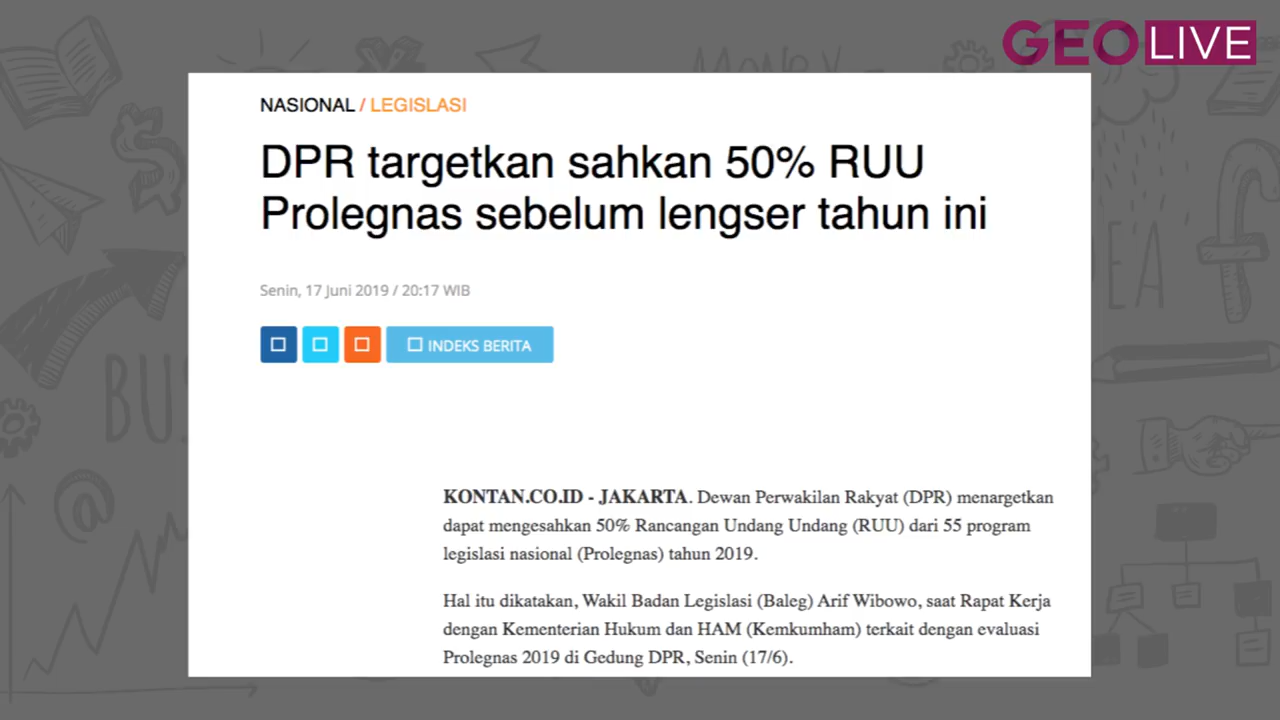 GEOLIVE
NASIONAL / LEGISLASI
DPR targetkan sahkan 50% RUU
Prolegnas sebelum lengser tahun ini
Senin, 17 Juni 2019 / 20:17 WIB
INDEKS BERITA
KONTAN.CO.ID - JAKARTA. Dewan Perwakilan Rakyat (DPR) menargetkan
dapat mengesahkan 50% Rancangan Undang Undang (RUU) dari 55 program
legislasi nasional (Prolegnas) tahun 2019.
Hal itu dikatakan, Wakil Badan Legislasi (Baleg) Arif Wibowo, saat Rapat Kerja
dengan Kementerian Hukum dan HAM (Kemkumham) terkait dengan evaluasi
Prolegnas 2019 di Gedung DPR, Senin (17/6).